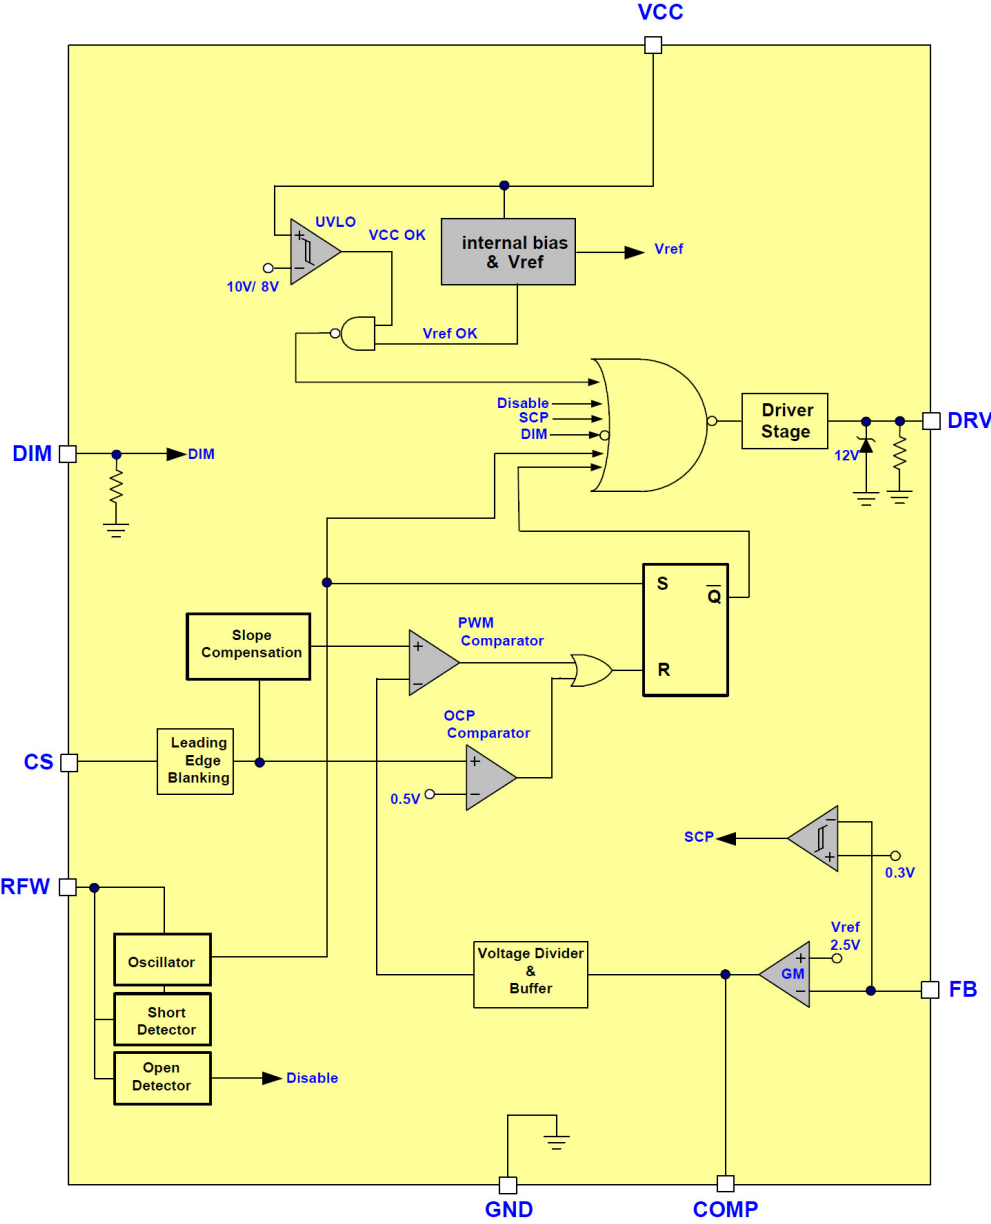 VCC
UVLO
VCC OK
+
−
10V/ 8V
internal bias
& Vref
Vref
Vref OK
Disable
SCP
DIM
Driver
Stage
DRV
12V
DIM
DIM
S
Q
R
Slope
Compensation
PWM
Comparator
+
−
OCP
Comparator
+
−
0.5V
CS
Leading
Edge
Blanking
SCP
−
+
0.3V
RFW
Oscillator
Short
Detector
Open
Detector
Disable
Voltage Divider
&
Buffer
Vref
2.5V
+
GM
−
FB
GND
COMP